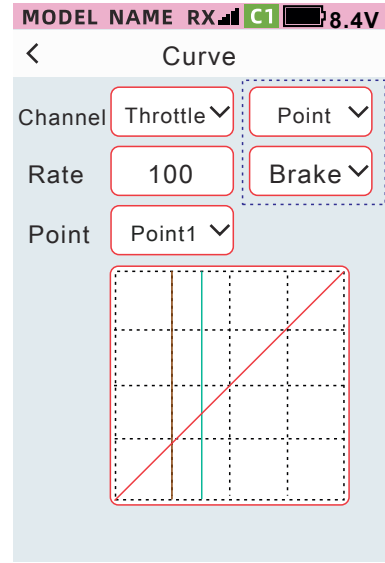 MODEL NAME RX C1 8.4V
< Curve
Channel Throttle Point
Rate 100 Brake
Point Point1